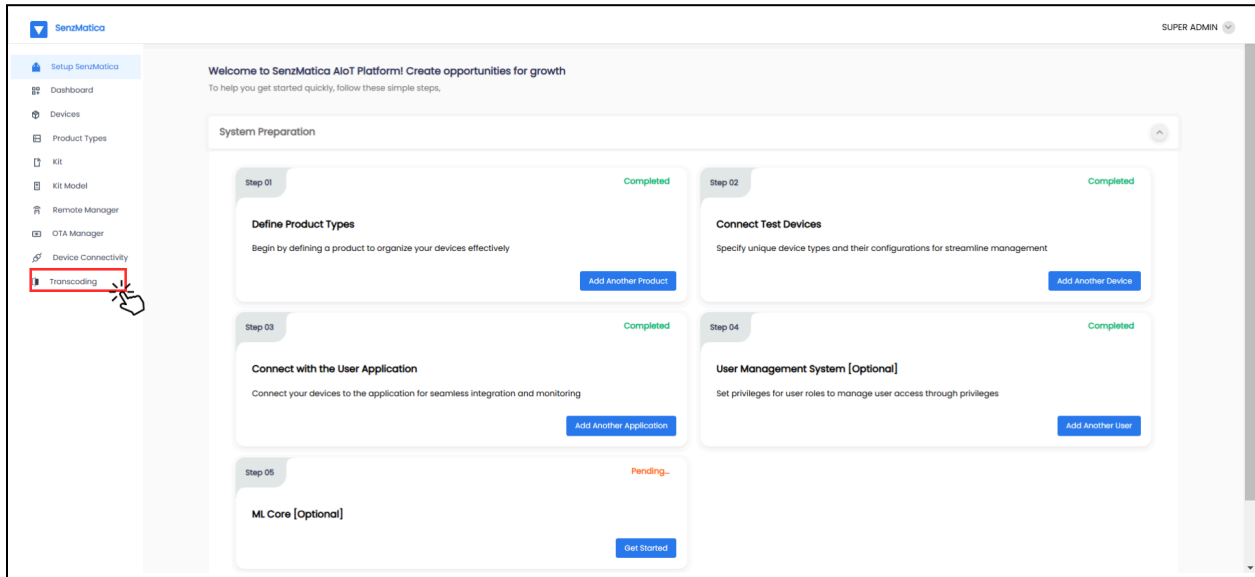 SenzMatica
SUPER ADMIN
Setup SenzMatica
Dashboard
Devices
Product Types
Kit
Kit Model
Remote Manager
OTA Manager
Device Connectivity
Transcoding
Welcome to SenzMatica AIoT Platform! Create opportunities for growth
To help you get started quickly, follow these simple steps,
System Preparation
Step 01
Completed
Define Product Types
Begin by defining a product to organize your devices effectively
Add Another Product
Step 02
Completed
Connect Test Devices
Specify unique device types and their configurations for streamline management
Add Another Device
Step 03
Completed
Connect with the User Application
Connect your devices to the application for seamless integration and monitoring
Add Another Application
Step 04
Completed
User Management System [Optional]
Set privileges for user roles to manage user access through privileges
Add Another User
Step 05
Pending...
ML Core [Optional]
Get Started